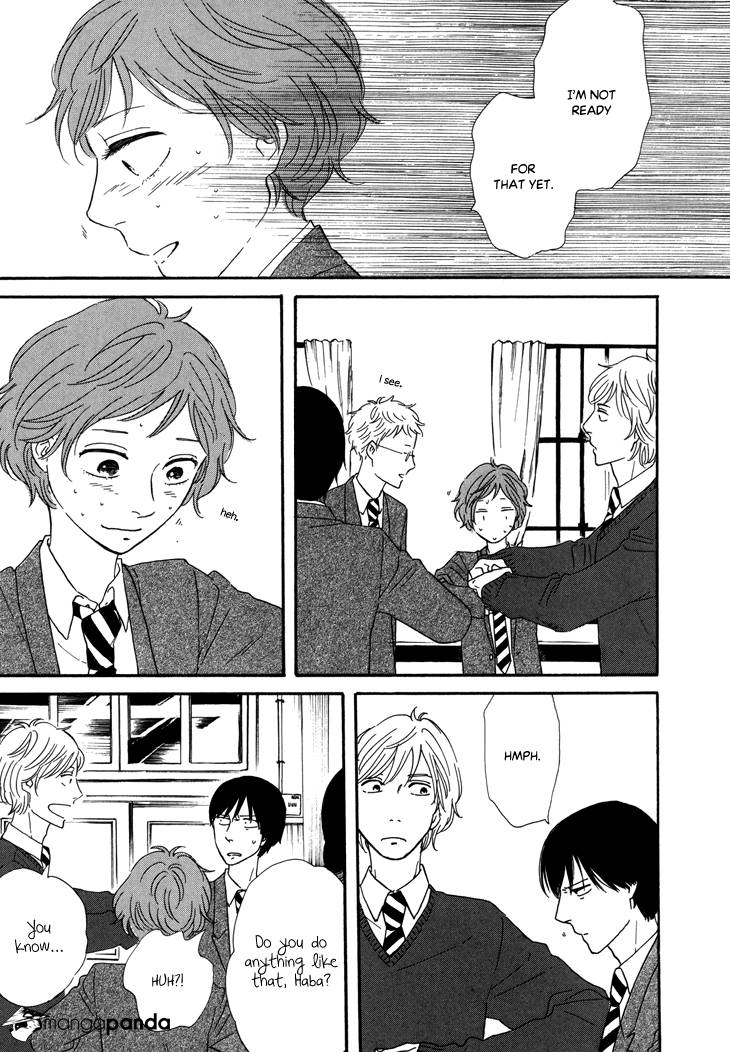 I'M NOT
READY
FOR
THAT YET.
I see.
heh.
HMPH.
Do you do
anything like
that, Haba?
HUH?!
You
know...
mangapanda